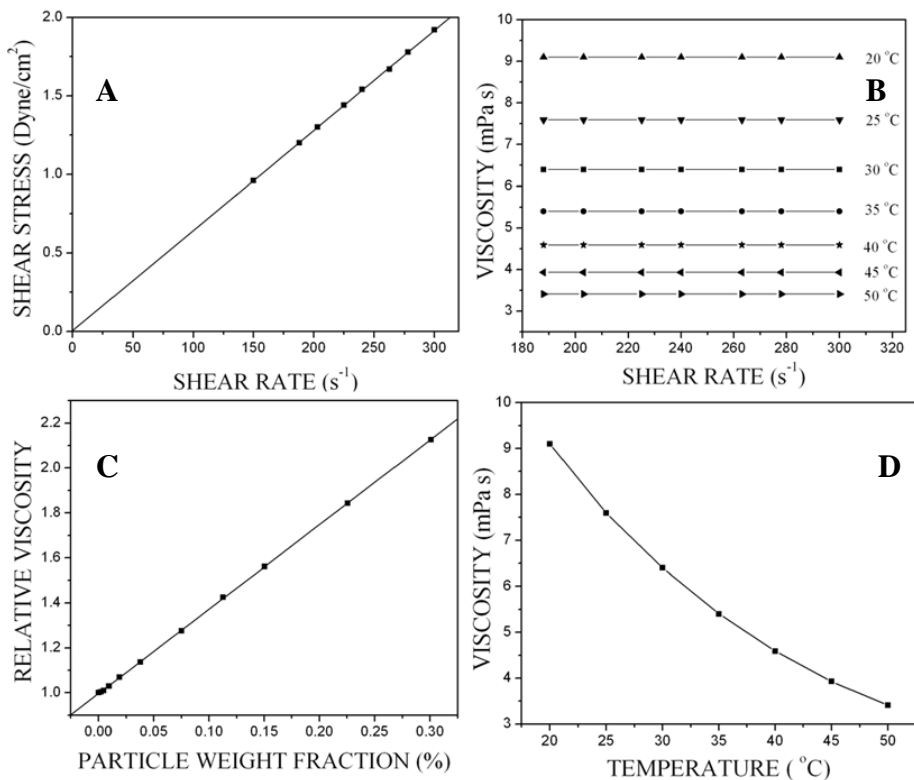 A
SHEAR STRESS (Dyne/cm²)
2.0
1.5
1.0
0.5
0.0
0 50 100 150 200 250 300
SHEAR RATE (s⁻¹)
B
VISCOSITY (mPa s)
10
9
8
7
6
5
4
3
20 °C
25 °C
30 °C
35 °C
40 °C
45 °C
50 °C
180 200 220 240 260 280 300 320
SHEAR RATE (s⁻¹)
C
RELATIVE VISCOSITY
2.2
2.0
1.8
1.6
1.4
1.2
1.0
0.00 0.05 0.10 0.15 0.20 0.25 0.30
PARTICLE WEIGHT FRACTION (%)
D
VISCOSITY (mPa s)
10
9
8
7
6
5
4
3
20 25 30 35 40 45 50
TEMPERATURE ( °C)